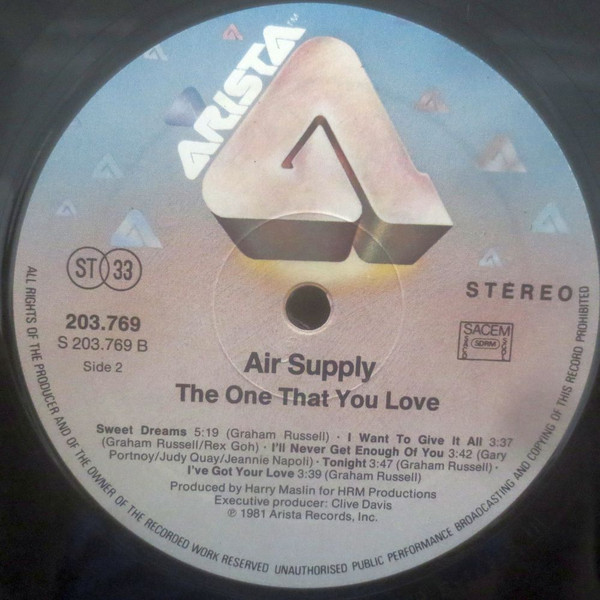 ARISTA™
ST 33
STEREO
203.769
S 203.769 B
Side 2
SACEM
SDRM
Air Supply
The One That You Love
Sweet Dreams 5:19 (Graham Russell) · I Want To Give It All 3:37
(Graham Russell/Rex Goh) · I'll Never Get Enough Of You 3:42 (Gary
Portnoy/Judy Quay/Jeannie Napoli) · Tonight 3:47 (Graham Russell) ·
I've Got Your Love 3:39 (Graham Russell)
Produced by Harry Maslin for HRM Productions
Executive producer: Clive Davis
℗ 1981 Arista Records, Inc.
ALL RIGHTS OF THE PRODUCER AND OF THE OWNER OF THE RECORDED WORK RESERVED UNAUTHORISED PUBLIC PERFORMANCE BROADCASTING AND COPYING OF THIS RECORD PROHIBITED